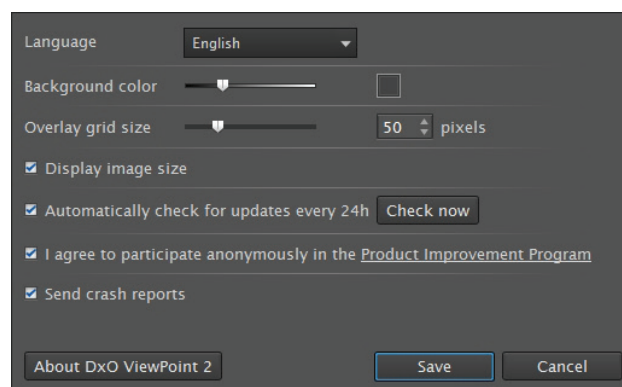 Language English
Background color
Overlay grid size 50 pixels
Display image size
Automatically check for updates every 24h Check now
I agree to participate anonymously in the Product Improvement Program
Send crash reports
About DxO ViewPoint 2 Save Cancel